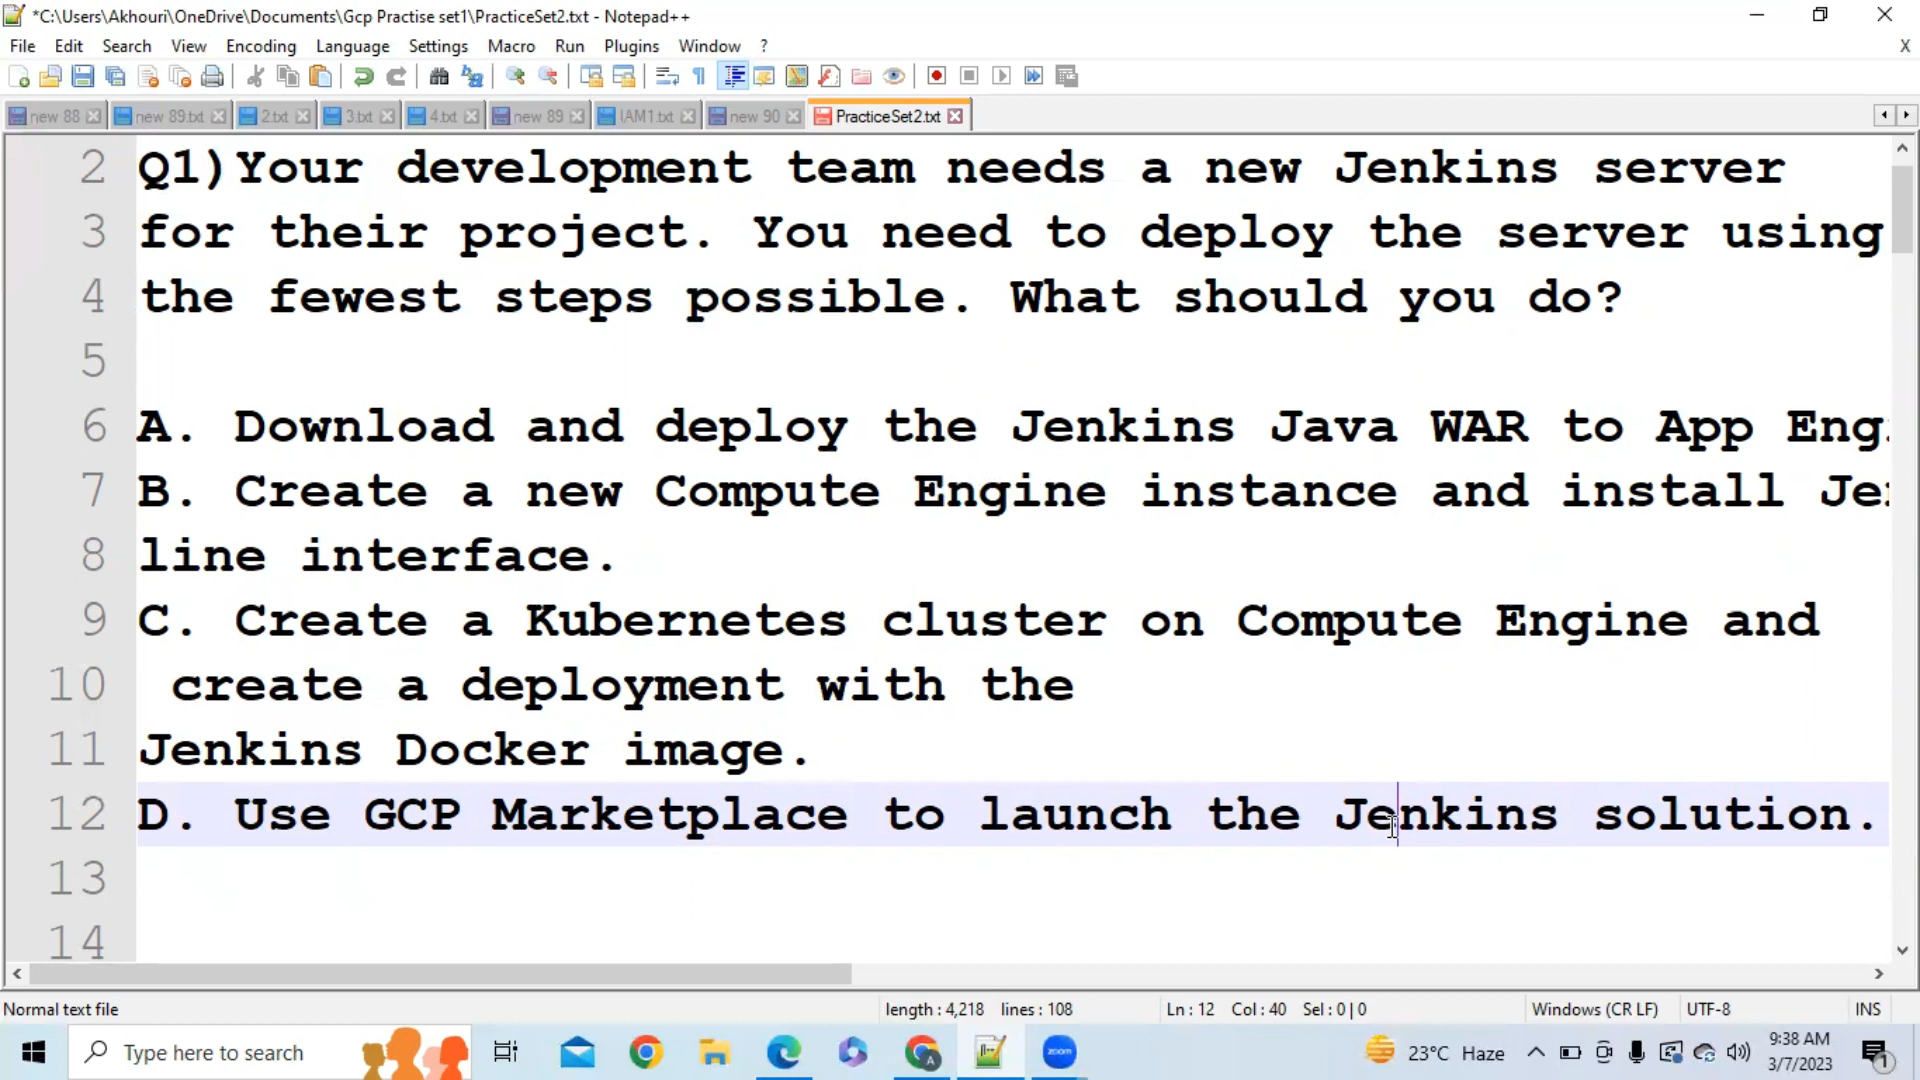 *C:\Users\Akhouri\OneDrive\Documents\Gcp Practise set1\PracticeSet2.txt - Notepad++
File Edit Search View Encoding Language Settings Macro Run Plugins Window ? X
new 88 new 89.txt 2.txt 3.txt 4.txt new 89 IAM1.txt new 90 PracticeSet2.txt
2 Q1)Your development team needs a new Jenkins server
3 for their project. You need to deploy the server using
4 the fewest steps possible. What should you do?
5
6 A. Download and deploy the Jenkins Java WAR to App
7 B. Create a new Compute Engine instance and install
8 line interface.
9 C. Create a Kubernetes cluster on Compute Engine and
10 create a deployment with the
11 Jenkins Docker image.
12 D. Use GCP Marketplace to launch the Jenkins solution.
13
14
Normal text file length : 4,218 lines : 108 Ln : 12 Col : 40 Sel : 0 | 0 Windows (CR LF) UTF-8 INS
Type here to search zoom 23°C Haze 9:38 AM
3/7/2023 1